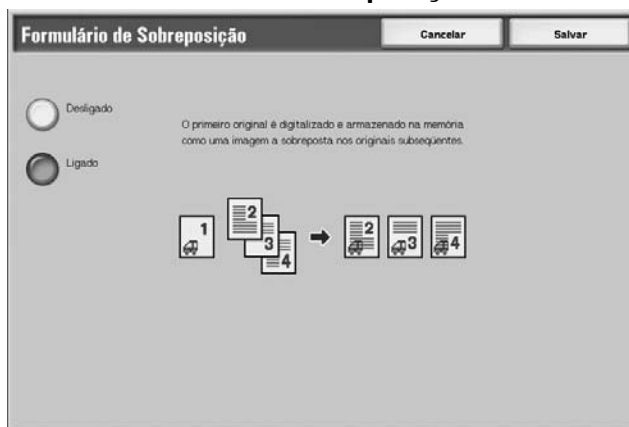 Formulário de Sobreposição
Cancelar
Salvar
Desligado
O primeiro original é digitalizado e armazenado na memória
como uma imagem a sobreposta nos originais subseqüentes.
Ligado
1
2
3
4
2
3
4